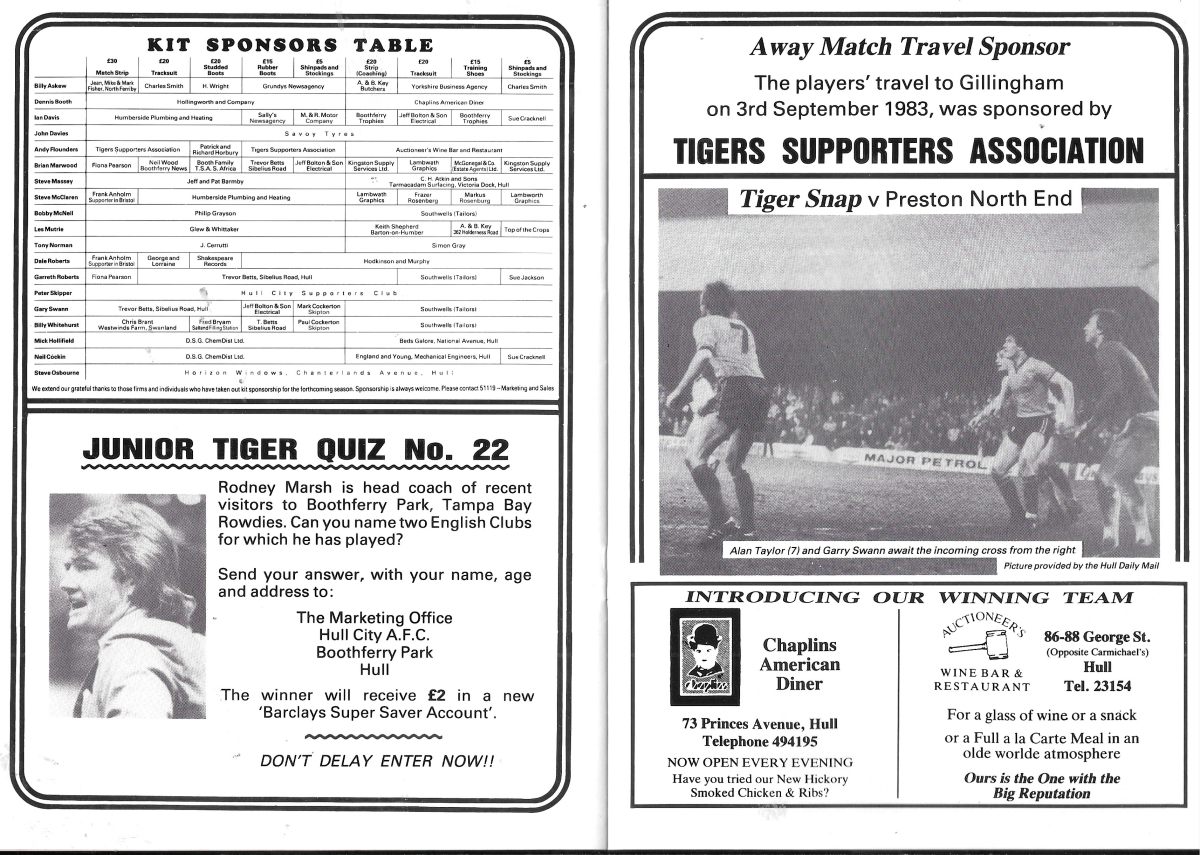 KIT SPONSORS TABLE
£30 £20 £20 £15 £5 £20 £20 £15 £5
Match Strip Tracksuit Studded Boots Rubber Boots Shinpads and Stockings Strip (Coaching) Tracksuit Training Shoes Shinpads and Stockings
Billy Askew Jean, Mike & Mark Fisher, North Ferriby Charles Smith H. Wright Grundys Newsagency A. & B. Key Butchers Yorkshire Business Agency Charles Smith
Dennis Booth Hollingworth and Company Chaplins American Diner
Ian Davis Humberside Plumbing and Heating Sally's Newsagency M. & R. Motor Company Boothferry Trophies Jeff Bolton & Son Electrical Boothferry Trophies Sue Cracknell
John Davies Savoy Tyres
Andy Flounders Tigers Supporters Association Patrick and Richard Horbury Tigers Supporters Association Auctioneer's Wine Bar and Restaurant
Brian Marwood Fiona Pearson Neil Wood Boothferry News Booth Family T.S.A. S. Africa Trevor Betts Sibelius Road Jeff Bolton & Son Electrical Kingston Supply Services Ltd. Lambwath Graphics McGonegal & Co. (Estate Agents) Ltd. Kingston Supply Services Ltd.
Steve Massey Jeff and Pat Barmby C. H. Atkin and Sons Tarmacadam Surfacing, Victoria Dock, Hull
Steve McClaren Frank Anholm Supporter in Bristol Humberside Plumbing and Heating Lambwath Graphics Frazer Rosenberg Markus Rosenburg Lambworth Graphics
Bobby McNeil Philip Grayson Southwells (Tailors)
Les Mutrie Glew & Whittaker Keith Shepherd Barton-on-Humber A. & B. Key 362 Holderness Road Top of the Crops
Tony Norman J. Cerrutti Simon Gray
Dale Roberts Frank Anholm Supporter in Bristol George and Lorraine Shakespeare Records Hodkinson and Murphy
Garreth Roberts Fiona Pearson Trevor Betts, Sibelius Road, Hull Southwells (Tailors) Sue Jackson
Peter Skipper Hull City Supporters Club
Gary Swann Trevor Betts, Sibelius Road, Hull Jeff Bolton & Son Electrical Mark Cockerton Skipton Southwells (Tailors)
Billy Whitehurst Chris Brant Westwinds Farm, Swanland Fred Bryam Saltend Filling Station T. Betts Sibelius Road Paul Cockerton Skipton Southwells (Tailors)
Mick Hollifield D.S.G. ChemDist Ltd. Beds Galore, National Avenue, Hull
Neil Cockin D.S.G. ChemDist Ltd. England and Young, Mechanical Engineers, Hull Sue Cracknell
Steve Osbourne Horizon Windows, Chanterlands Avenue, Hull
We extend our grateful thanks to those firms and individuals who have taken out kit sponsorship for the forthcoming season. Sponsorship is always welcome. Please contact 51119 – Marketing and Sales
JUNIOR TIGER QUIZ No. 22
Rodney Marsh is head coach of recent
visitors to Boothferry Park, Tampa Bay
Rowdies. Can you name two English Clubs
for which he has played?
Send your answer, with your name, age
and address to:
The Marketing Office
Hull City A.F.C.
Boothferry Park
Hull
The winner will receive £2 in a new
'Barclays Super Saver Account'.
DON'T DELAY ENTER NOW!!
Away Match Travel Sponsor
The players' travel to Gillingham
on 3rd September 1983, was sponsored by
TIGERS SUPPORTERS ASSOCIATION
Tiger Snap v Preston North End
7
MAJOR PETROL
Alan Taylor (7) and Garry Swann await the incoming cross from the right
Picture provided by the Hull Daily Mail
INTRODUCING OUR WINNING TEAM
Chaplins
Chaplins
American
Diner
73 Princes Avenue, Hull
Telephone 494195
NOW OPEN EVERY EVENING
Have you tried our New Hickory
Smoked Chicken & Ribs?
AUCTIONEER'S
WINE BAR &
RESTAURANT
86-88 George St.
(Opposite Carmichael's)
Hull
Tel. 23154
For a glass of wine or a snack
or a Full a la Carte Meal in an
olde worlde atmosphere
Ours is the One with the
Big Reputation